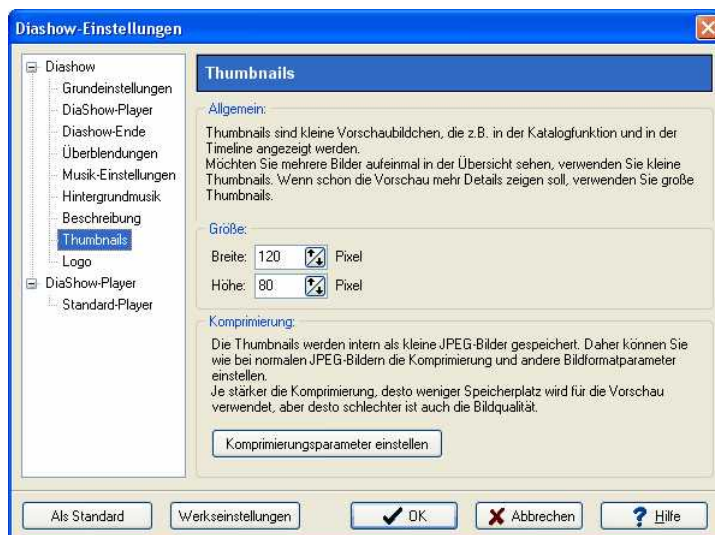 Diashow-Einstellungen
Diashow
Grundeinstellungen
DiaShow-Player
Diashow-Ende
Überblendungen
Musik-Einstellungen
Hintergrundmusik
Beschreibung
Thumbnails
Logo
DiaShow-Player
Standard-Player
Thumbnails
Allgemein:
Thumbnails sind kleine Vorschaubildchen, die z.B. in der Katalogfunktion und in der
Timeline angezeigt werden.
Möchten Sie mehrere Bilder aufeinmal in der Übersicht sehen, verwenden Sie kleine
Thumbnails. Wenn schon die Vorschau mehr Details zeigen soll, verwenden Sie große
Thumbnails.
Größe:
Breite: 120 Pixel
Höhe: 80 Pixel
Komprimierung:
Die Thumbnails werden intern als kleine JPEG-Bilder gespeichert. Daher können Sie
wie bei normalen JPEG-Bildern die Komprimierung und andere Bildformatparameter
einstellen.
Je stärker die Komprimierung, desto weniger Speicherplatz wird für die Vorschau
verwendet, aber desto schlechter ist auch die Bildqualität.
Komprimierungsparameter einstellen
Als Standard Werkseinstellungen OK Abbrechen Hilfe